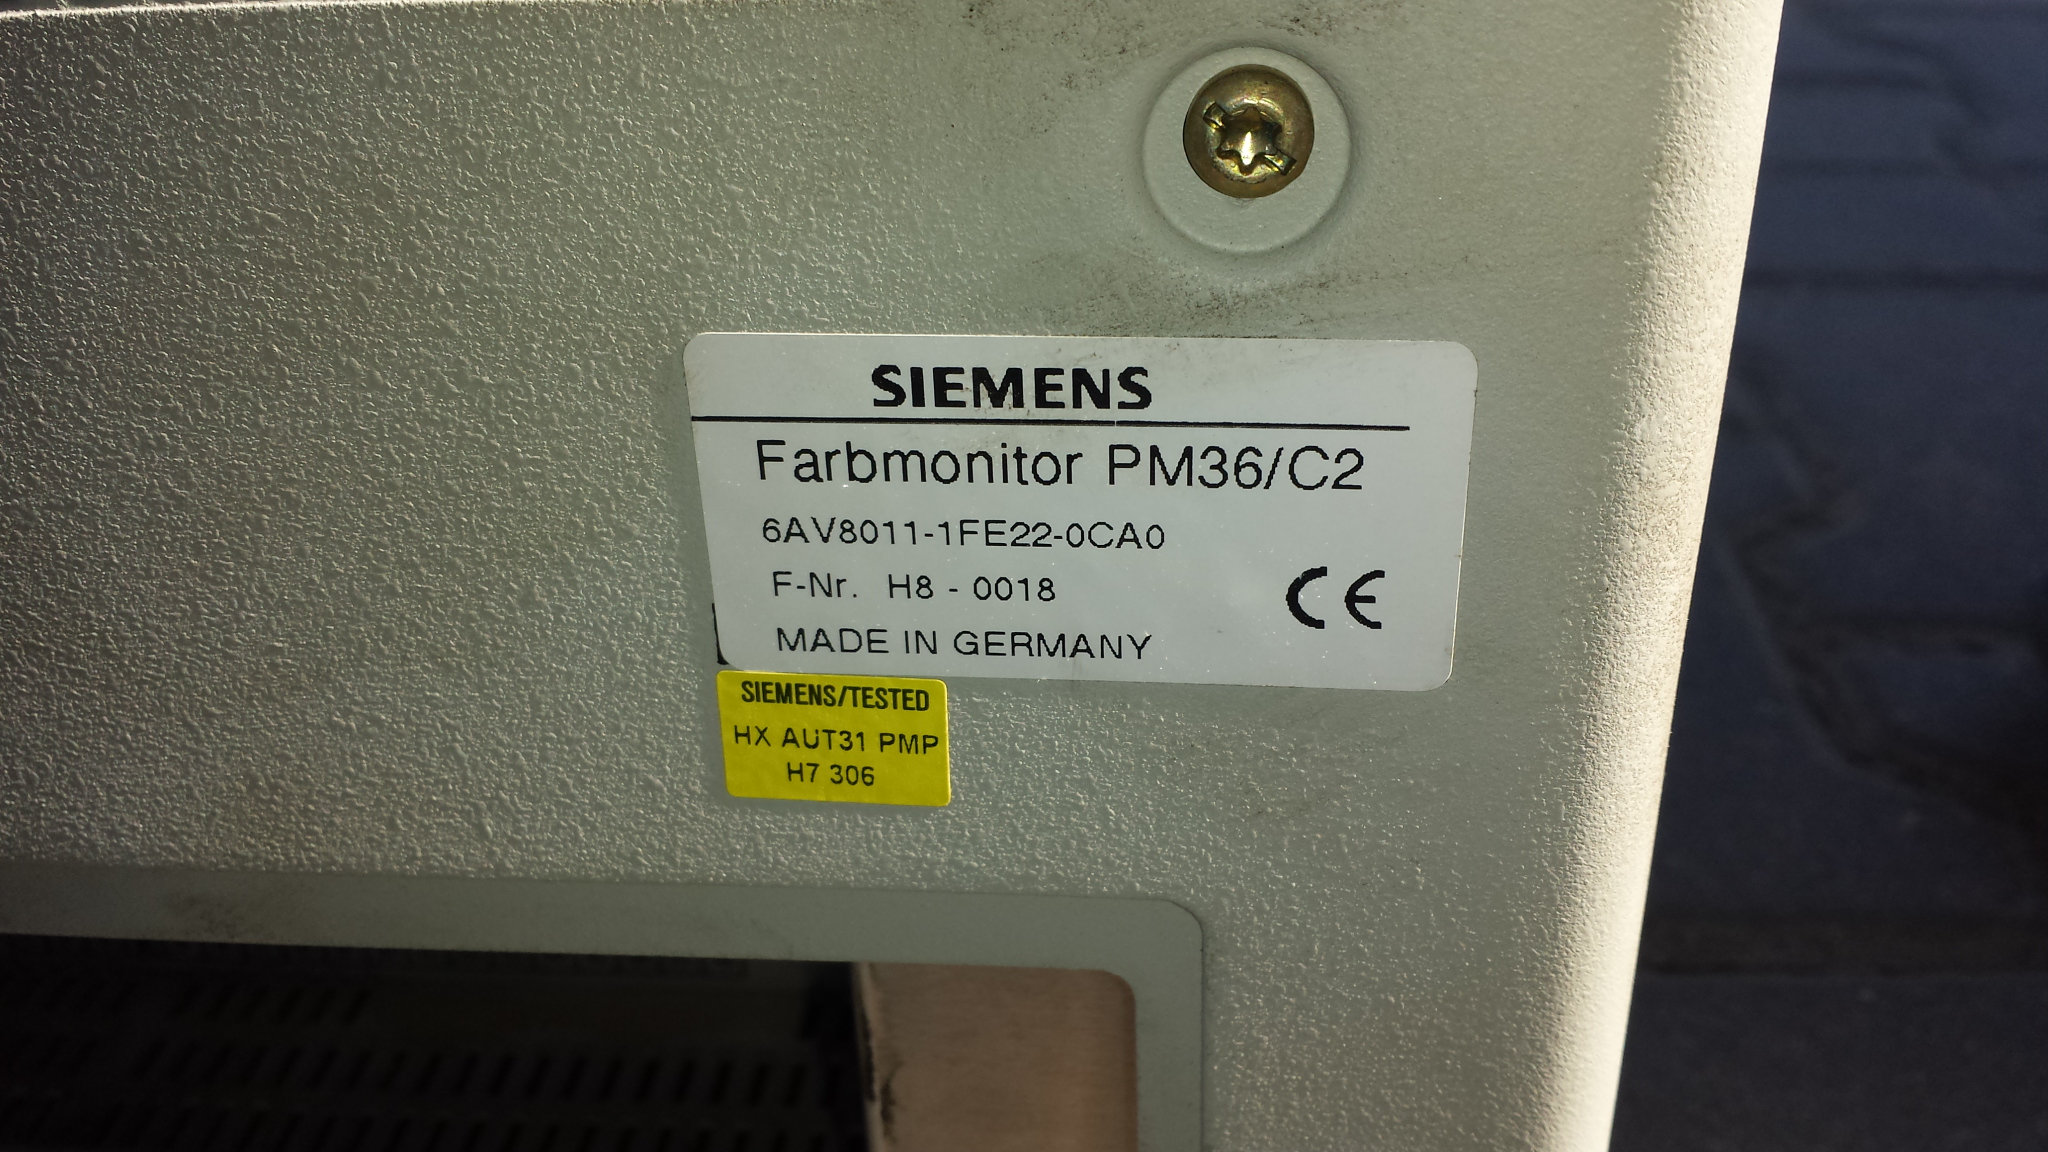 SIEMENS
Farbmonitor PM36/C2
6AV8011-1FE22-0CA0
F-Nr. H8 - 0018
CE
MADE IN GERMANY
SIEMENS/TESTED
HX AUT31 PMP
H7 306